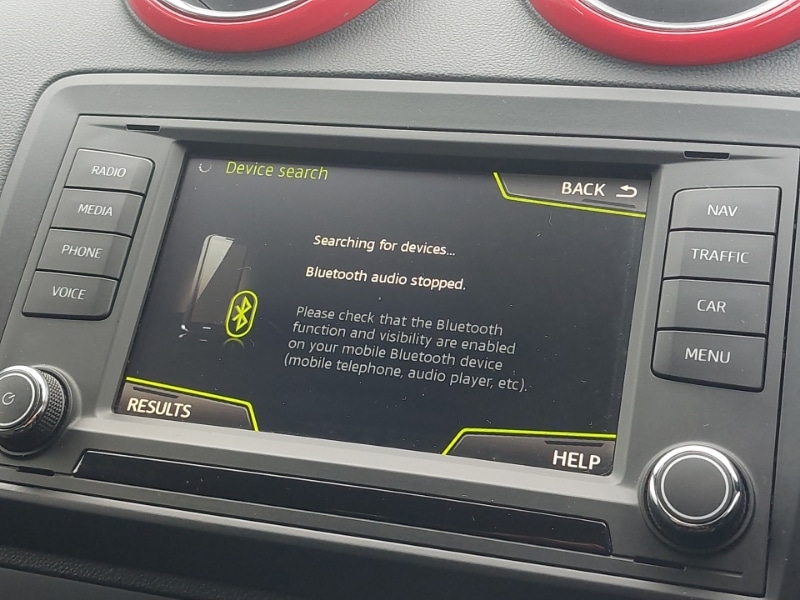 Device search
BACK
Searching for devices...
Bluetooth audio stopped.
Please check that the Bluetooth
function and visibility are enabled
on your mobile Bluetooth device
(mobile telephone, audio player, etc).
RESULTS
HELP
RADIO
MEDIA
PHONE
VOICE
NAV
TRAFFIC
CAR
MENU